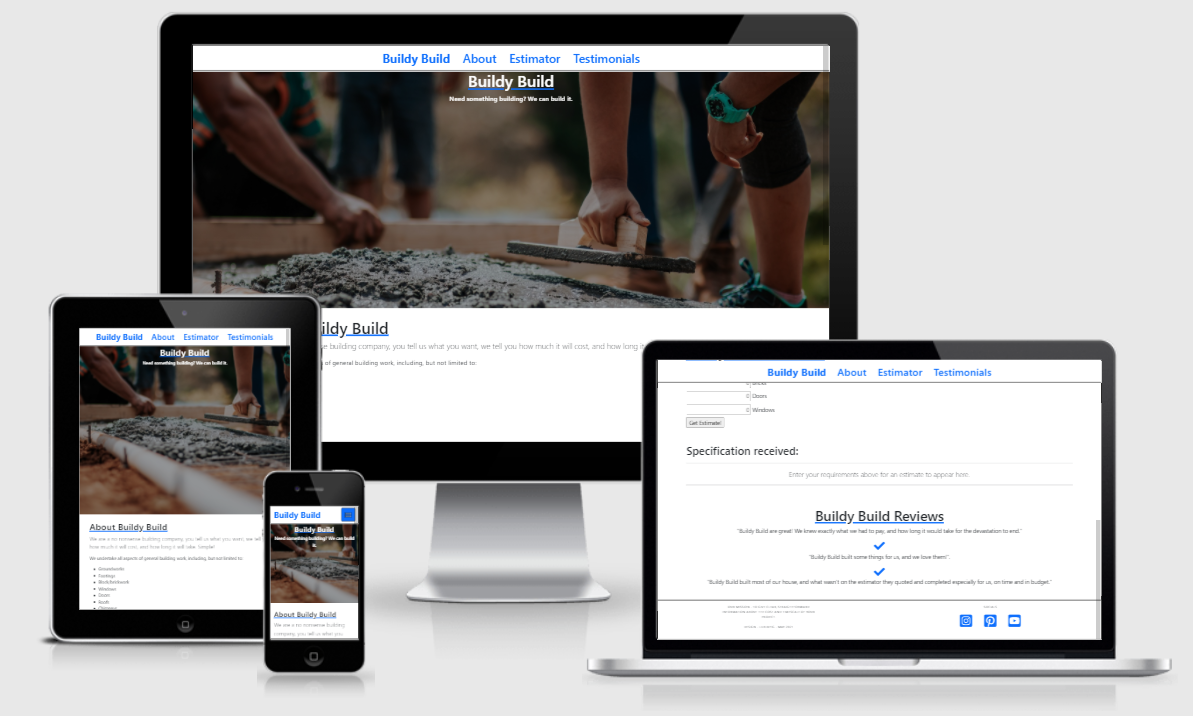 Buildy Build About Estimator Testimonials
Buildy Build
Need something building? We can build it.
ildy Build
e building company, you tell us what you want, we tell you how much it will cost, and how long it
of general building work, including, but not limited to:
Buildy Build About Estimator Testimonials
Buildy Build
Need something building? We can build it.
About Buildy Build
We are a no nonsense building company, you tell us what you want, we tell
how much it will cost, and how long it will take. Simple!
We undertake all aspects of general building work, including, but not limited to:
Groundworks
Footings
Block/brickwork
Windows
Doors
Roofs
Buildy Build
Buildy Build
Need something building? We can build
it.
About Buildy Build
We are a no nonsense building
company, you tell us what you
Buildy Build About Estimator Testimonials
0
0 Doors
0 Windows
Get Estimate!
Specification received:
Enter your requirements above for an estimate to appear here.
Buildy Build Reviews
"Buildy Build are great! We knew exactly what we had to pay, and how long it would take for the devastation to end."
"Buildy Build built some things for us, and we love them!".
"Buildy Build built most of our house, and what wasn't on the estimator they quoted and completed especially for us, on time and in budget."